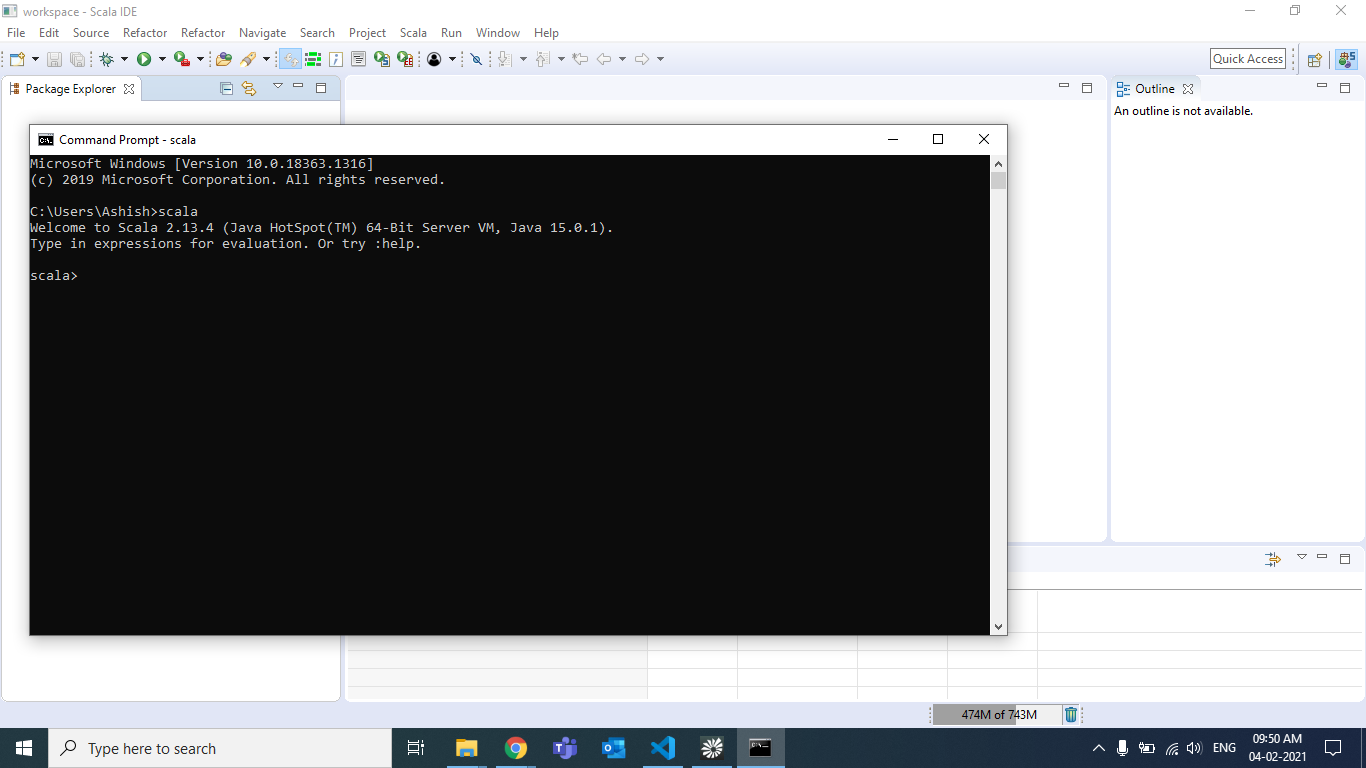 workspace - Scala IDE
File Edit Source Refactor Refactor Navigate Search Project Scala Run Window Help
Quick Access
Package Explorer
Outline
An outline is not available.
Command Prompt - scala
Microsoft Windows [Version 10.0.18363.1316]
(c) 2019 Microsoft Corporation. All rights reserved.
C:\Users\Ashish>scala
Welcome to Scala 2.13.4 (Java HotSpot(TM) 64-Bit Server VM, Java 15.0.1).
Type in expressions for evaluation. Or try :help.
scala>
474M of 743M
Type here to search
ENG
09:50 AM
04-02-2021